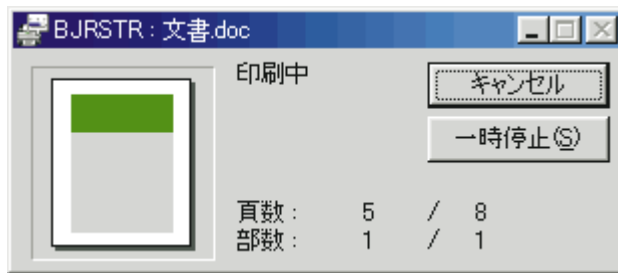 BJRSTR : 文書.doc
印刷中
キャンセル
一時停止(S)
頁数 : 5 / 8
部数 : 1 / 1